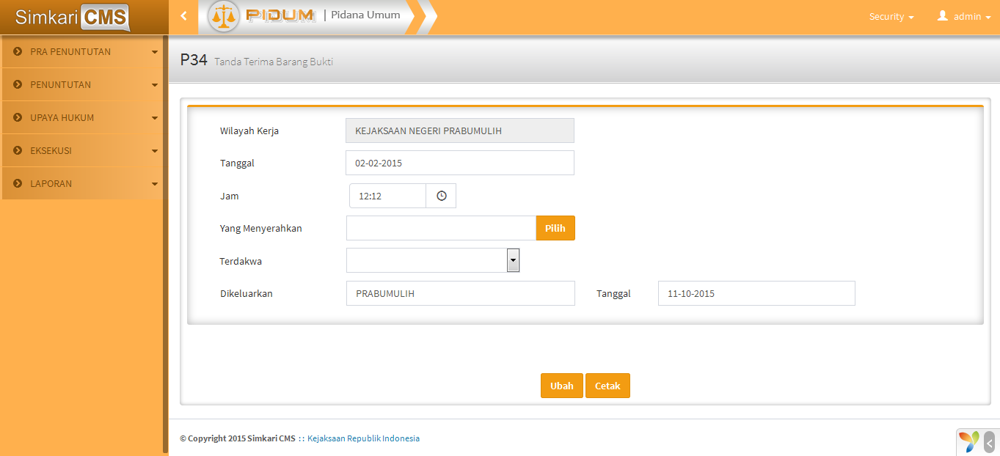 Simkari CMS
PIDUM | Pidana Umum
Security
admin
PRA PENUNTUTAN
PENUNTUTAN
UPAYA HUKUM
EKSEKUSI
LAPORAN
P34 Tanda Terima Barang Bukti
Wilayah Kerja KEJAKSAAN NEGERI PRABUMULIH
Tanggal 02-02-2015
Jam 12:12
Yang Menyerahkan Pilih
Terdakwa
Dikeluarkan PRABUMULIH Tanggal 11-10-2015
Ubah Cetak
© Copyright 2015 Simkari CMS :: Kejaksaan Republik Indonesia